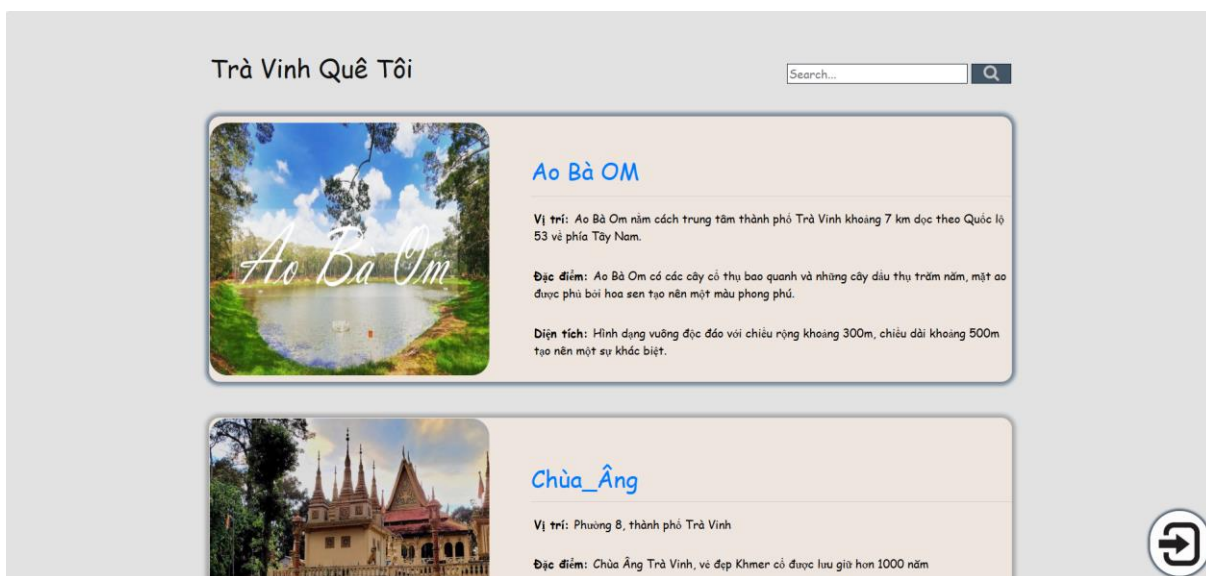 Trà Vinh Quê Tôi
Search...
Ao Bà Om
Ao Bà OM
Vị trí: Ao Bà Om nằm cách trung tâm thành phố Trà Vinh khoảng 7 km dọc theo Quốc lộ
53 về phía Tây Nam.
Đặc điểm: Ao Bà Om có các cây cổ thụ bao quanh và những cây dầu thụ trăm năm, mặt ao
được phủ bởi hoa sen tạo nên một màu phong phú.
Diện tích: Hình dạng vuông độc đáo với chiều rộng khoảng 300m, chiều dài khoảng 500m
tạo nên một sự khác biệt.
Chùa_Âng
Vị trí: Phường 8, thành phố Trà Vinh
Đặc điểm: Chùa Âng Trà Vinh, vẻ đẹp Khmer cổ được lưu giữ hơn 1000 năm